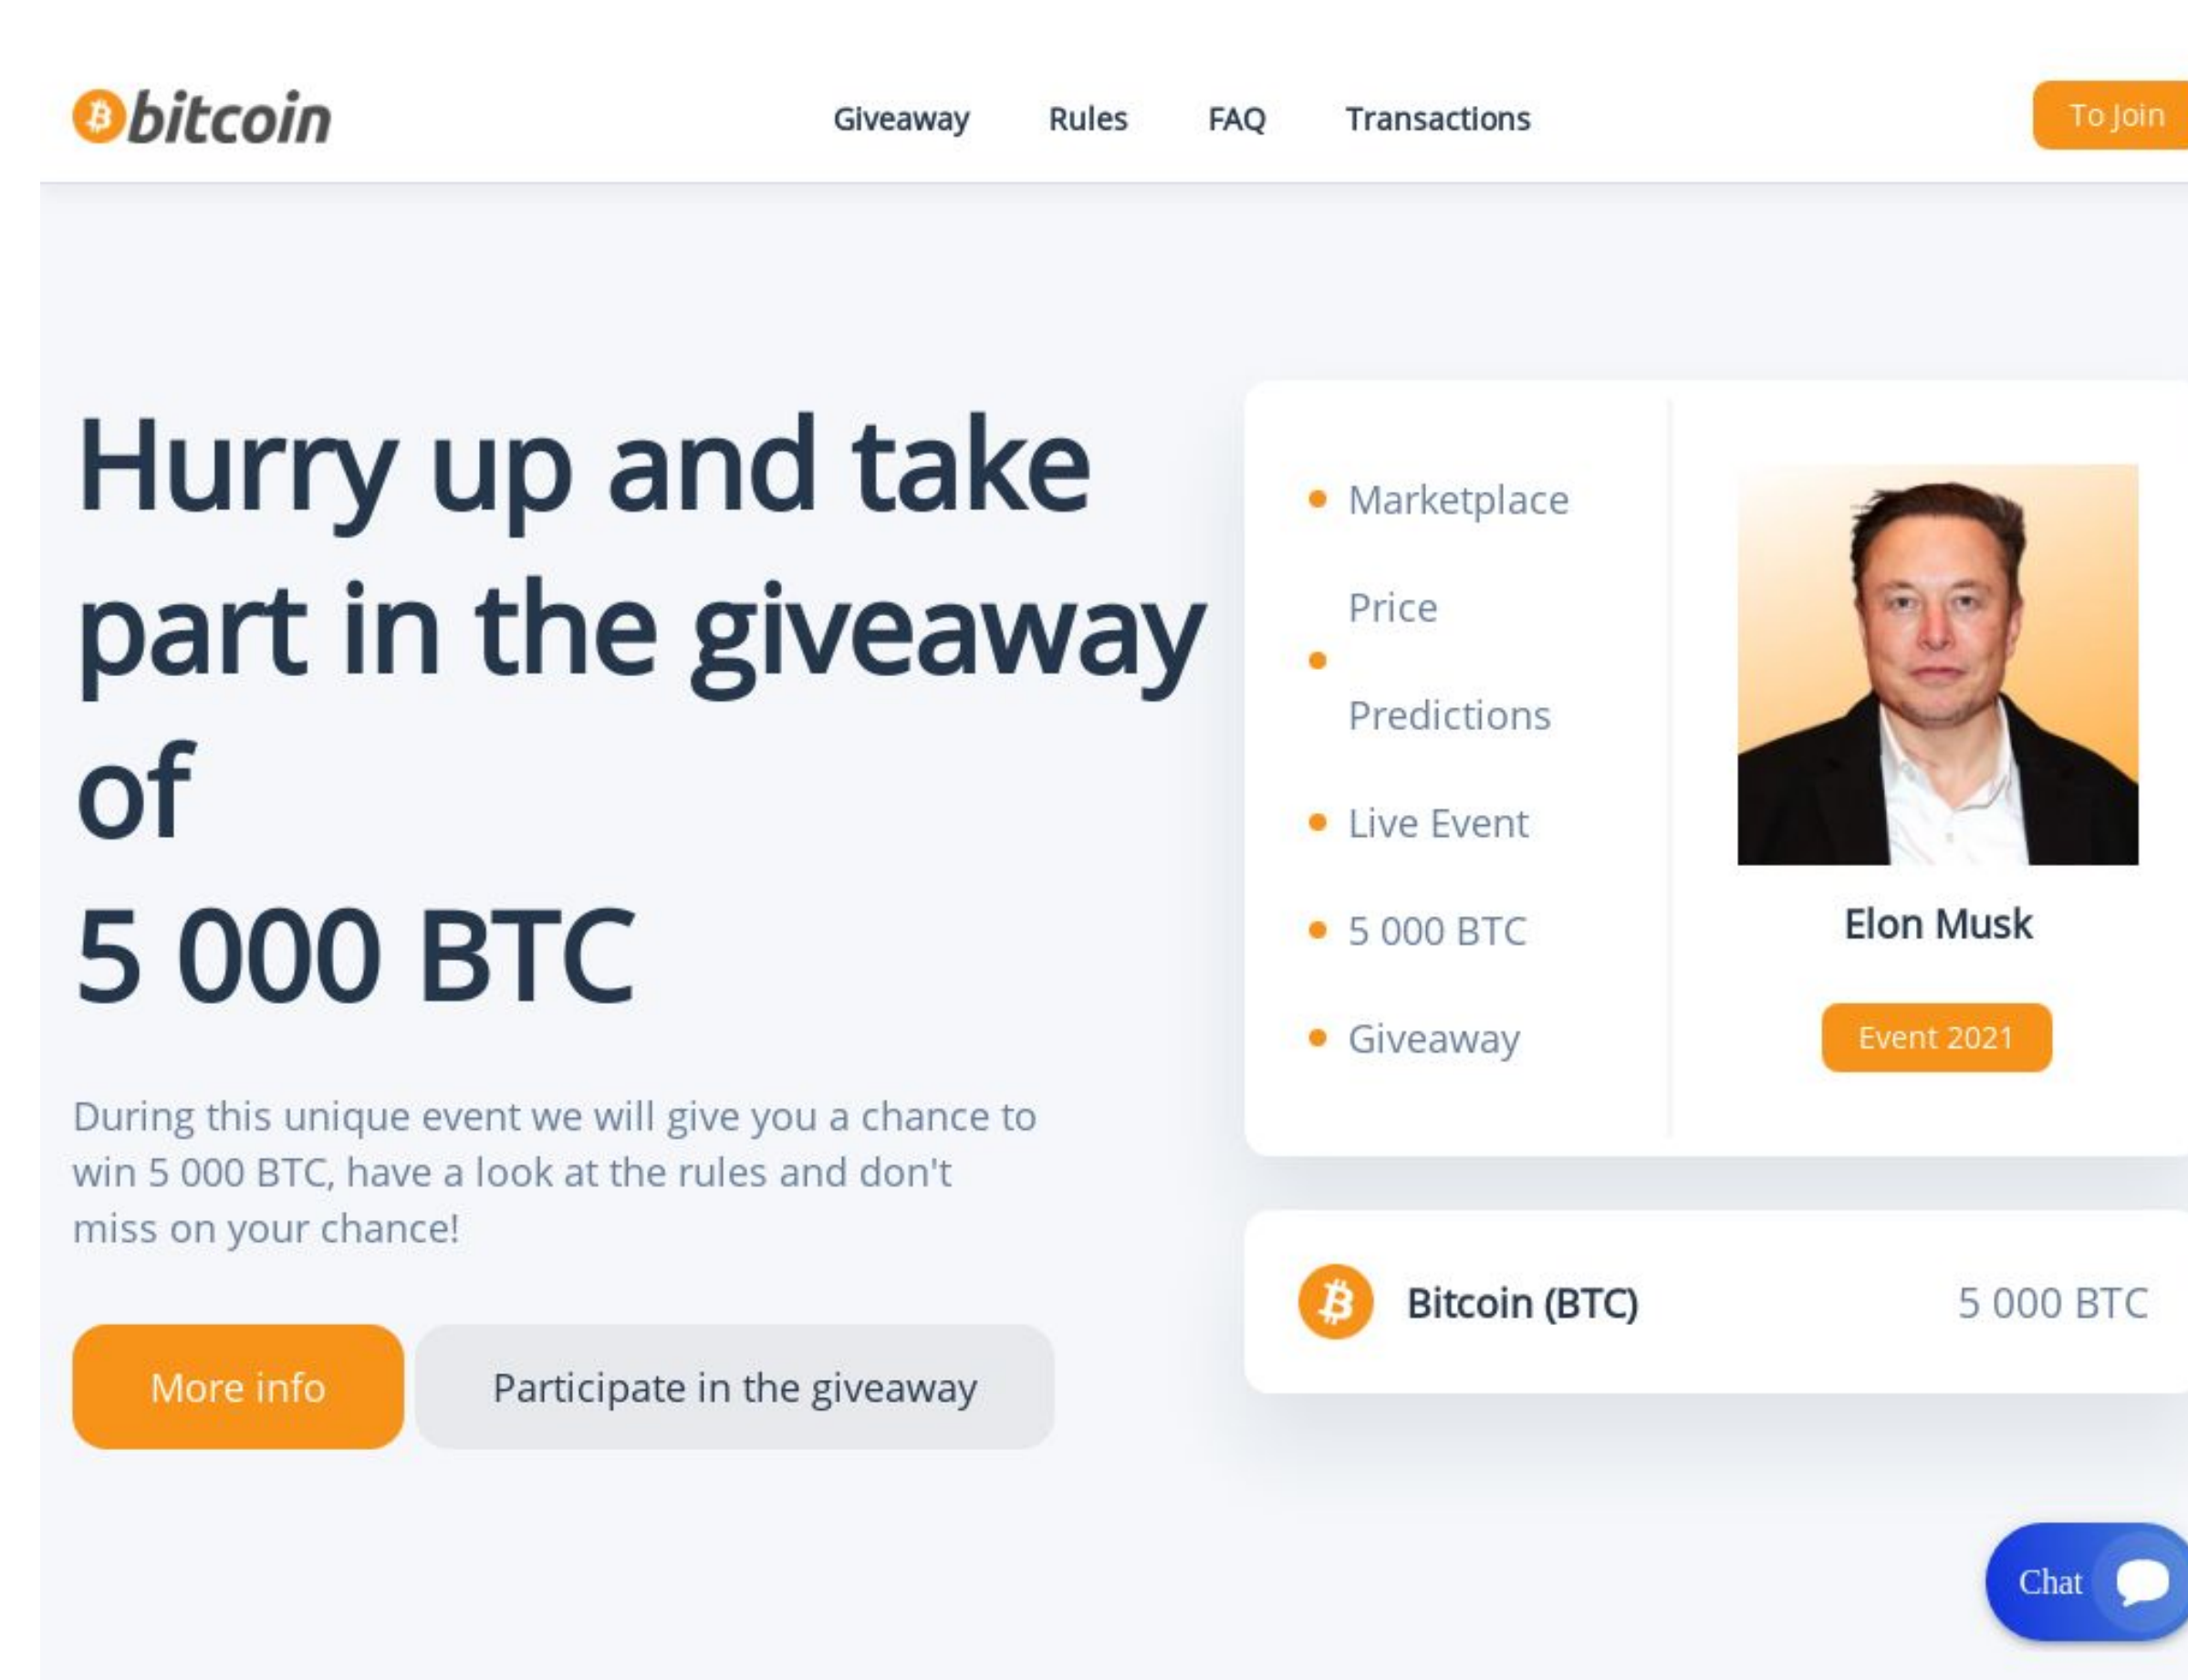 bitcoin
Giveaway Rules FAQ Transactions
To Join
Hurry up and take
part in the giveaway
of
5 000 BTC
During this unique event we will give you a chance to
win 5 000 BTC, have a look at the rules and don't
miss on your chance!
More info
Participate in the giveaway
Marketplace
Price
Predictions
Live Event
5 000 BTC
Giveaway
Elon Musk
Event 2021
Bitcoin (BTC) 5 000 BTC
Chat